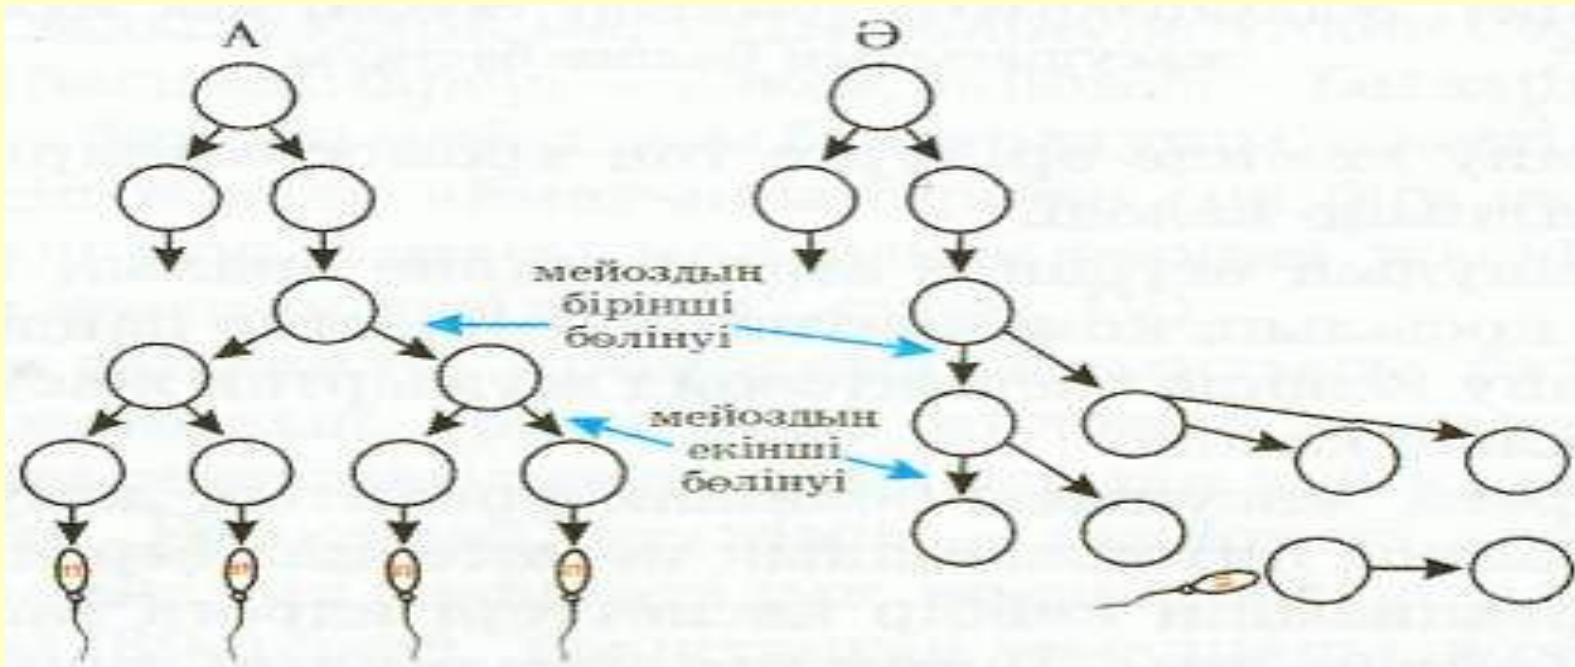 А
Ә
мейоздың
бірінші
бөлінуі
мейоздың
екінші
бөлінуі